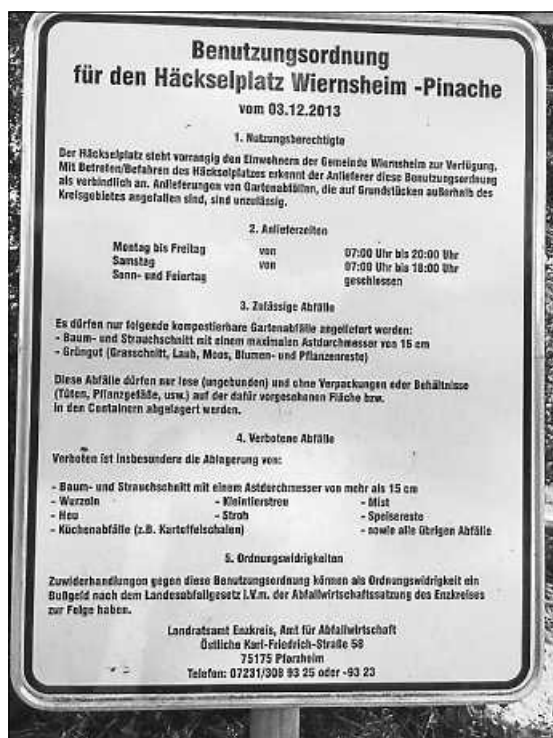 Benutzungsordnung
für den Häckselplatz Wiernsheim -Pinache
vom 03.12.2013
1. Nutzungsberechtigte
Der Häckselplatz steht vorrangig den Einwohnern der Gemeinde Wiernsheim zur Verfügung.
Mit Betreten/Befahren des Häckselplatzes erkennt der Anlieferer diese Benutzungsordnung
als verbindlich an. Anlieferungen von Gartenabfällen, die auf Grundstücken außerhalb des
Kreisgebietes angefallen sind, sind unzulässig.
2. Anlieferzeiten
Montag bis Freitag von 07:00 Uhr bis 20:00 Uhr
Samstag von 07:00 Uhr bis 18:00 Uhr
Sonn- und Feiertag geschlossen
3. Zulässige Abfälle
Es dürfen nur folgende kompostierbare Gartenabfälle angeliefert werden:
- Baum- und Strauchschnitt mit einem maximalen Astdurchmesser von 15 cm
- Grüngut (Grasschnitt, Laub, Moos, Blumen- und Pflanzenreste)
Diese Abfälle dürfen nur lose (ungebunden) und ohne Verpackungen oder Behältnisse
(Tüten, Pflanzgefäße, usw.) auf der dafür vorgesehenen Fläche bzw.
in den Containern abgelagert werden.
4. Verbotene Abfälle
Verboten ist insbesondere die Ablagerung von:
- Baum- und Strauchschnitt mit einem Astdurchmesser von mehr als 15 cm
- Wurzeln - Kleintierstreu - Mist
- Heu - Stroh - Speisereste
- Küchenabfälle (z.B. Kartoffelschalen) - sowie alle übrigen Abfälle
5. Ordnungswidrigkeiten
Zuwiderhandlungen gegen diese Benutzungsordnung können als Ordnungswidrigkeit ein
Bußgeld nach dem Landesabfallgesetz i.V.m. der Abfallwirtschaftssatzung des Enzkreises
zur Folge haben.
Landratsamt Enzkreis, Amt für Abfallwirtschaft
Östliche Karl-Friedrich-Straße 58
75175 Pforzheim
Telefon: 07231/308 93 25 oder -93 23